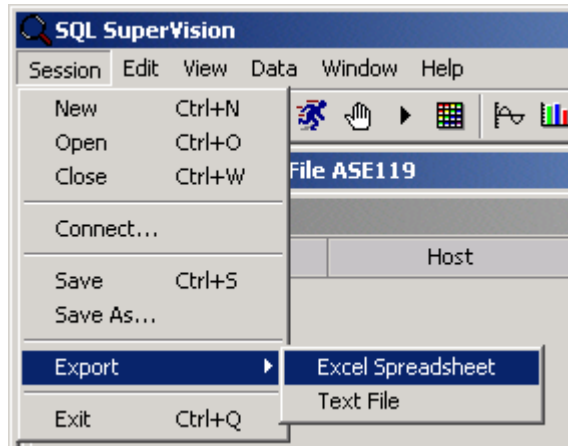 SQL SuperVision
Session Edit View Data Window Help
New Ctrl+N
Open Ctrl+O
Close Ctrl+W
File ASE119
Connect...
Host
Save Ctrl+S
Save As...
Export
Excel Spreadsheet
Text File
Exit Ctrl+Q